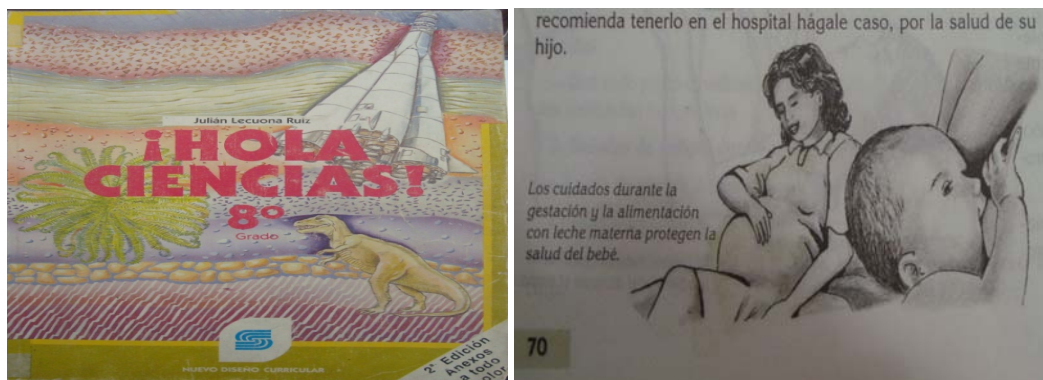 Julián Lecuona Ruiz
¡HOLA
CIENCIAS!
8º
Grado
NUEVO DISEÑO CURRICULAR
2ª Edición
Anexos
a todo
olor
recomienda tenerlo en el hospital hágale caso, por la salud de su
hijo.
Los cuidados durante la
gestación y la alimentación
con leche materna protegen la
salud del bebé.
70